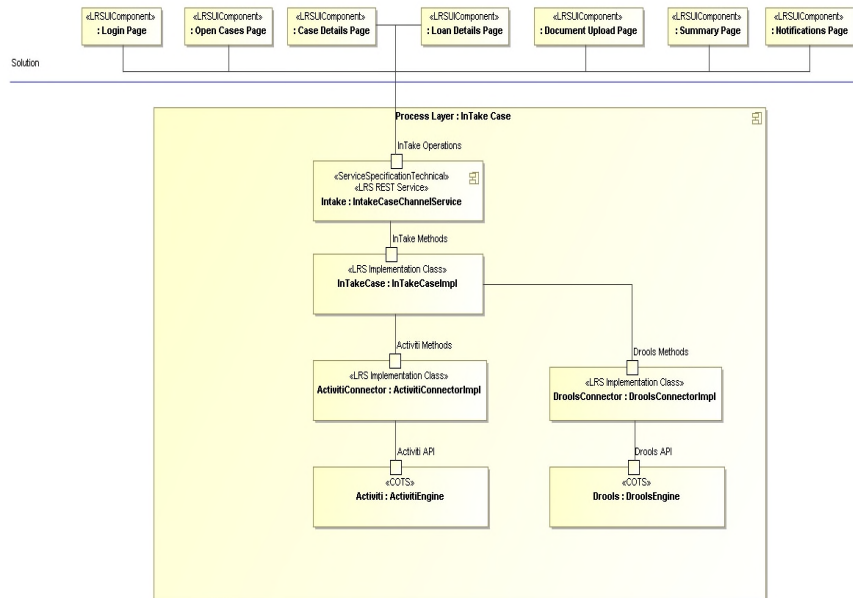 «LRSUIComponent»
: Login Page
«LRSUIComponent»
: Open Cases Page
«LRSUIComponent»
: Case Details Page
«LRSUIComponent»
: Loan Details Page
«LRSUIComponent»
: Document Upload Page
«LRSUIComponent»
: Summary Page
«LRSUIComponent»
: Notifications Page
Solution
Process Layer : InTake Case
InTake Operations
«ServiceSpecificationTechnical»
«LRS REST Service»
Intake : IntakeCaseChannelService
InTake Methods
«LRS Implementation Class»
InTakeCase : InTakeCaseImpl
Activiti Methods
«LRS Implementation Class»
ActivitiConnector : ActivitiConnectorImpl
Drools Methods
«LRS Implementation Class»
DroolsConnector : DroolsConnectorImpl
Activiti API
«COTS»
Activiti : ActivitiEngine
Drools API
«COTS»
Drools : DroolsEngine